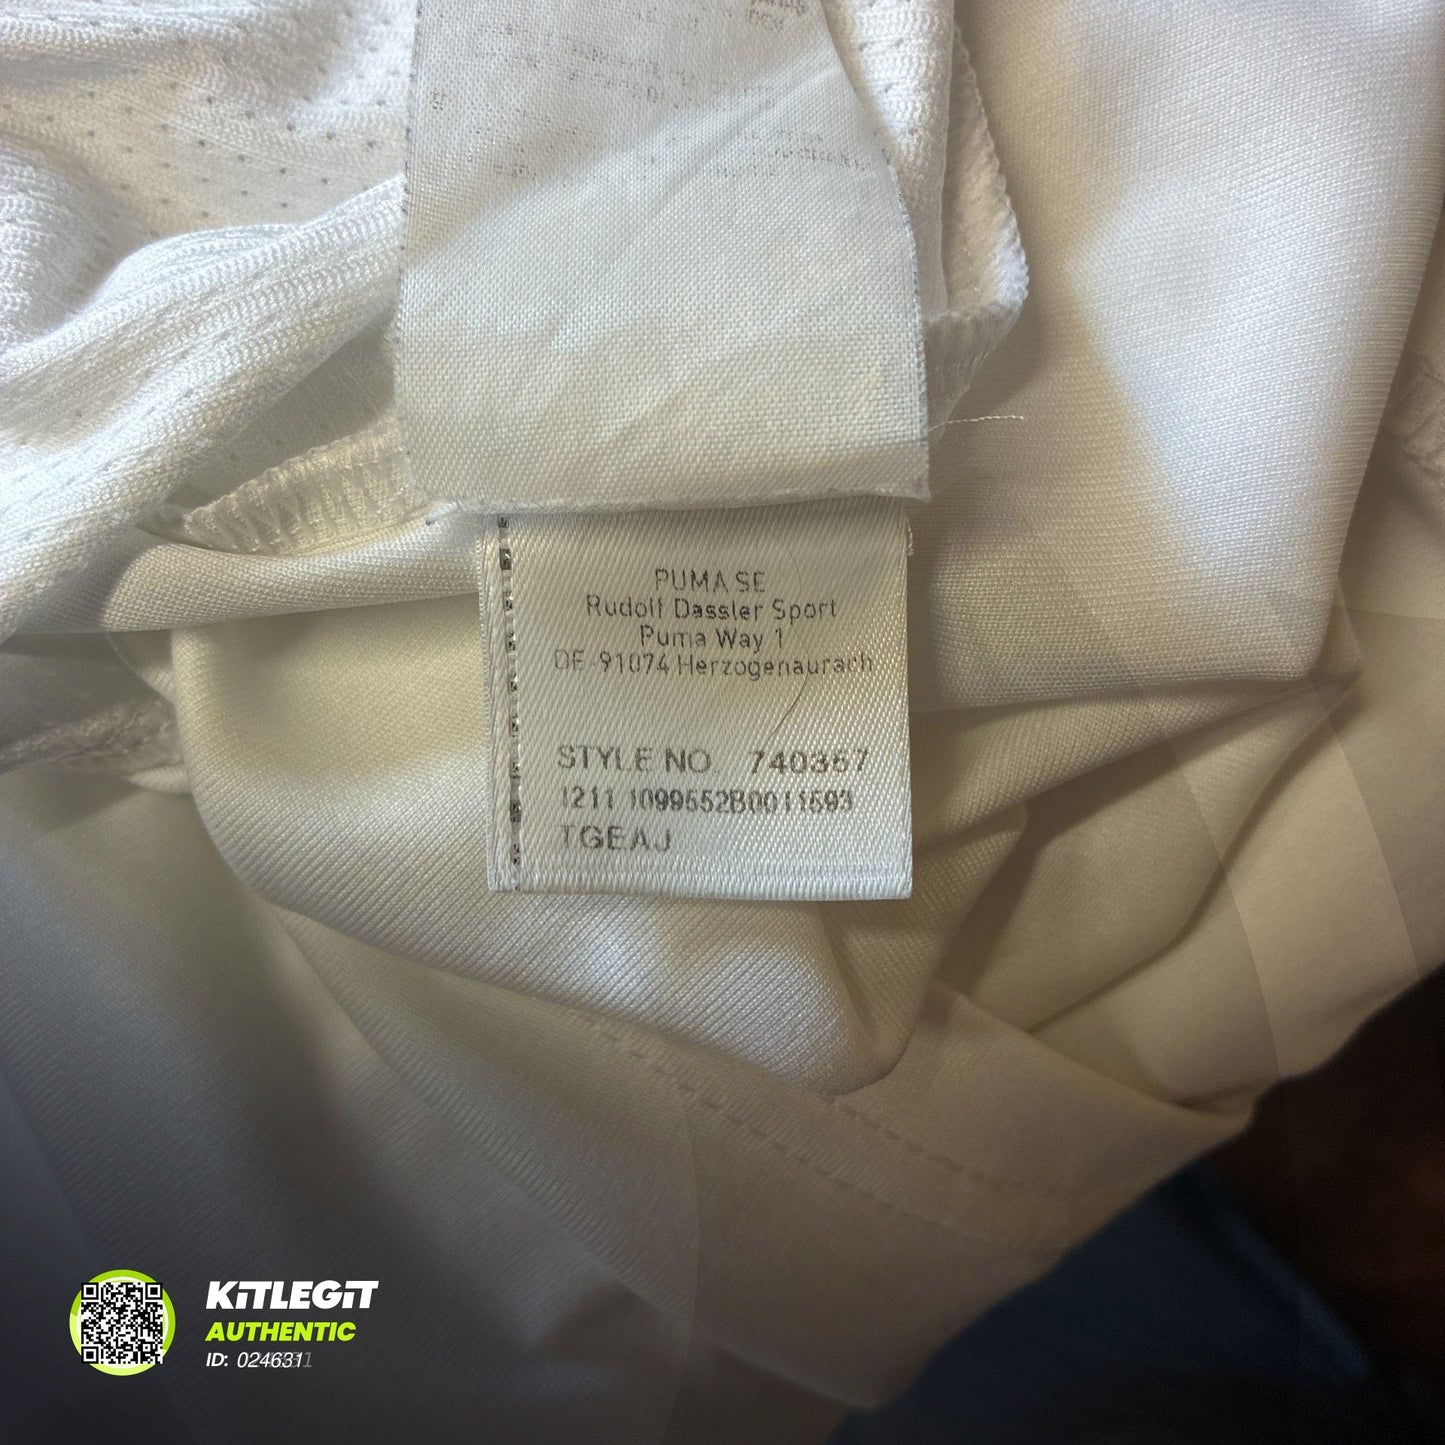 PUMA SE
Rudolf Dassler Sport
Puma Way 1
DE-91074 Herzogenaurach
STYLE NO. 740357
1211 1099552B0011593
TGEAJ
KiTLEGiT
AUTHENTIC
ID: 024631